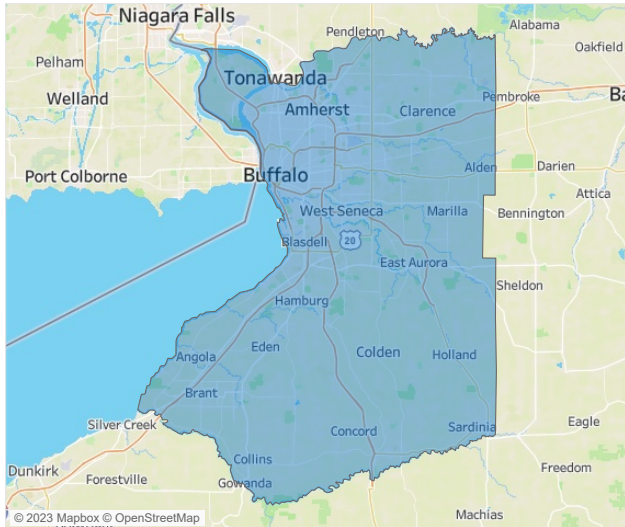 Niagara Falls
Pendleton
Alabama
Oakfield
Pelham
Tonawanda
Welland
Amherst
Clarence
Pembroke
Ba
Port Colborne
Buffalo
Alden
Darien
Attica
West Seneca
Marilla
Bennington
Blasdell
20
East Aurora
Sheldon
Hamburg
Angola
Eden
Colden
Holland
Brant
Silver Creek
Concord
Sardinia
Eagle
Dunkirk
Collins
Freedom
Forestville
Gowanda
© 2023 Mapbox © OpenStreetMap
Machias